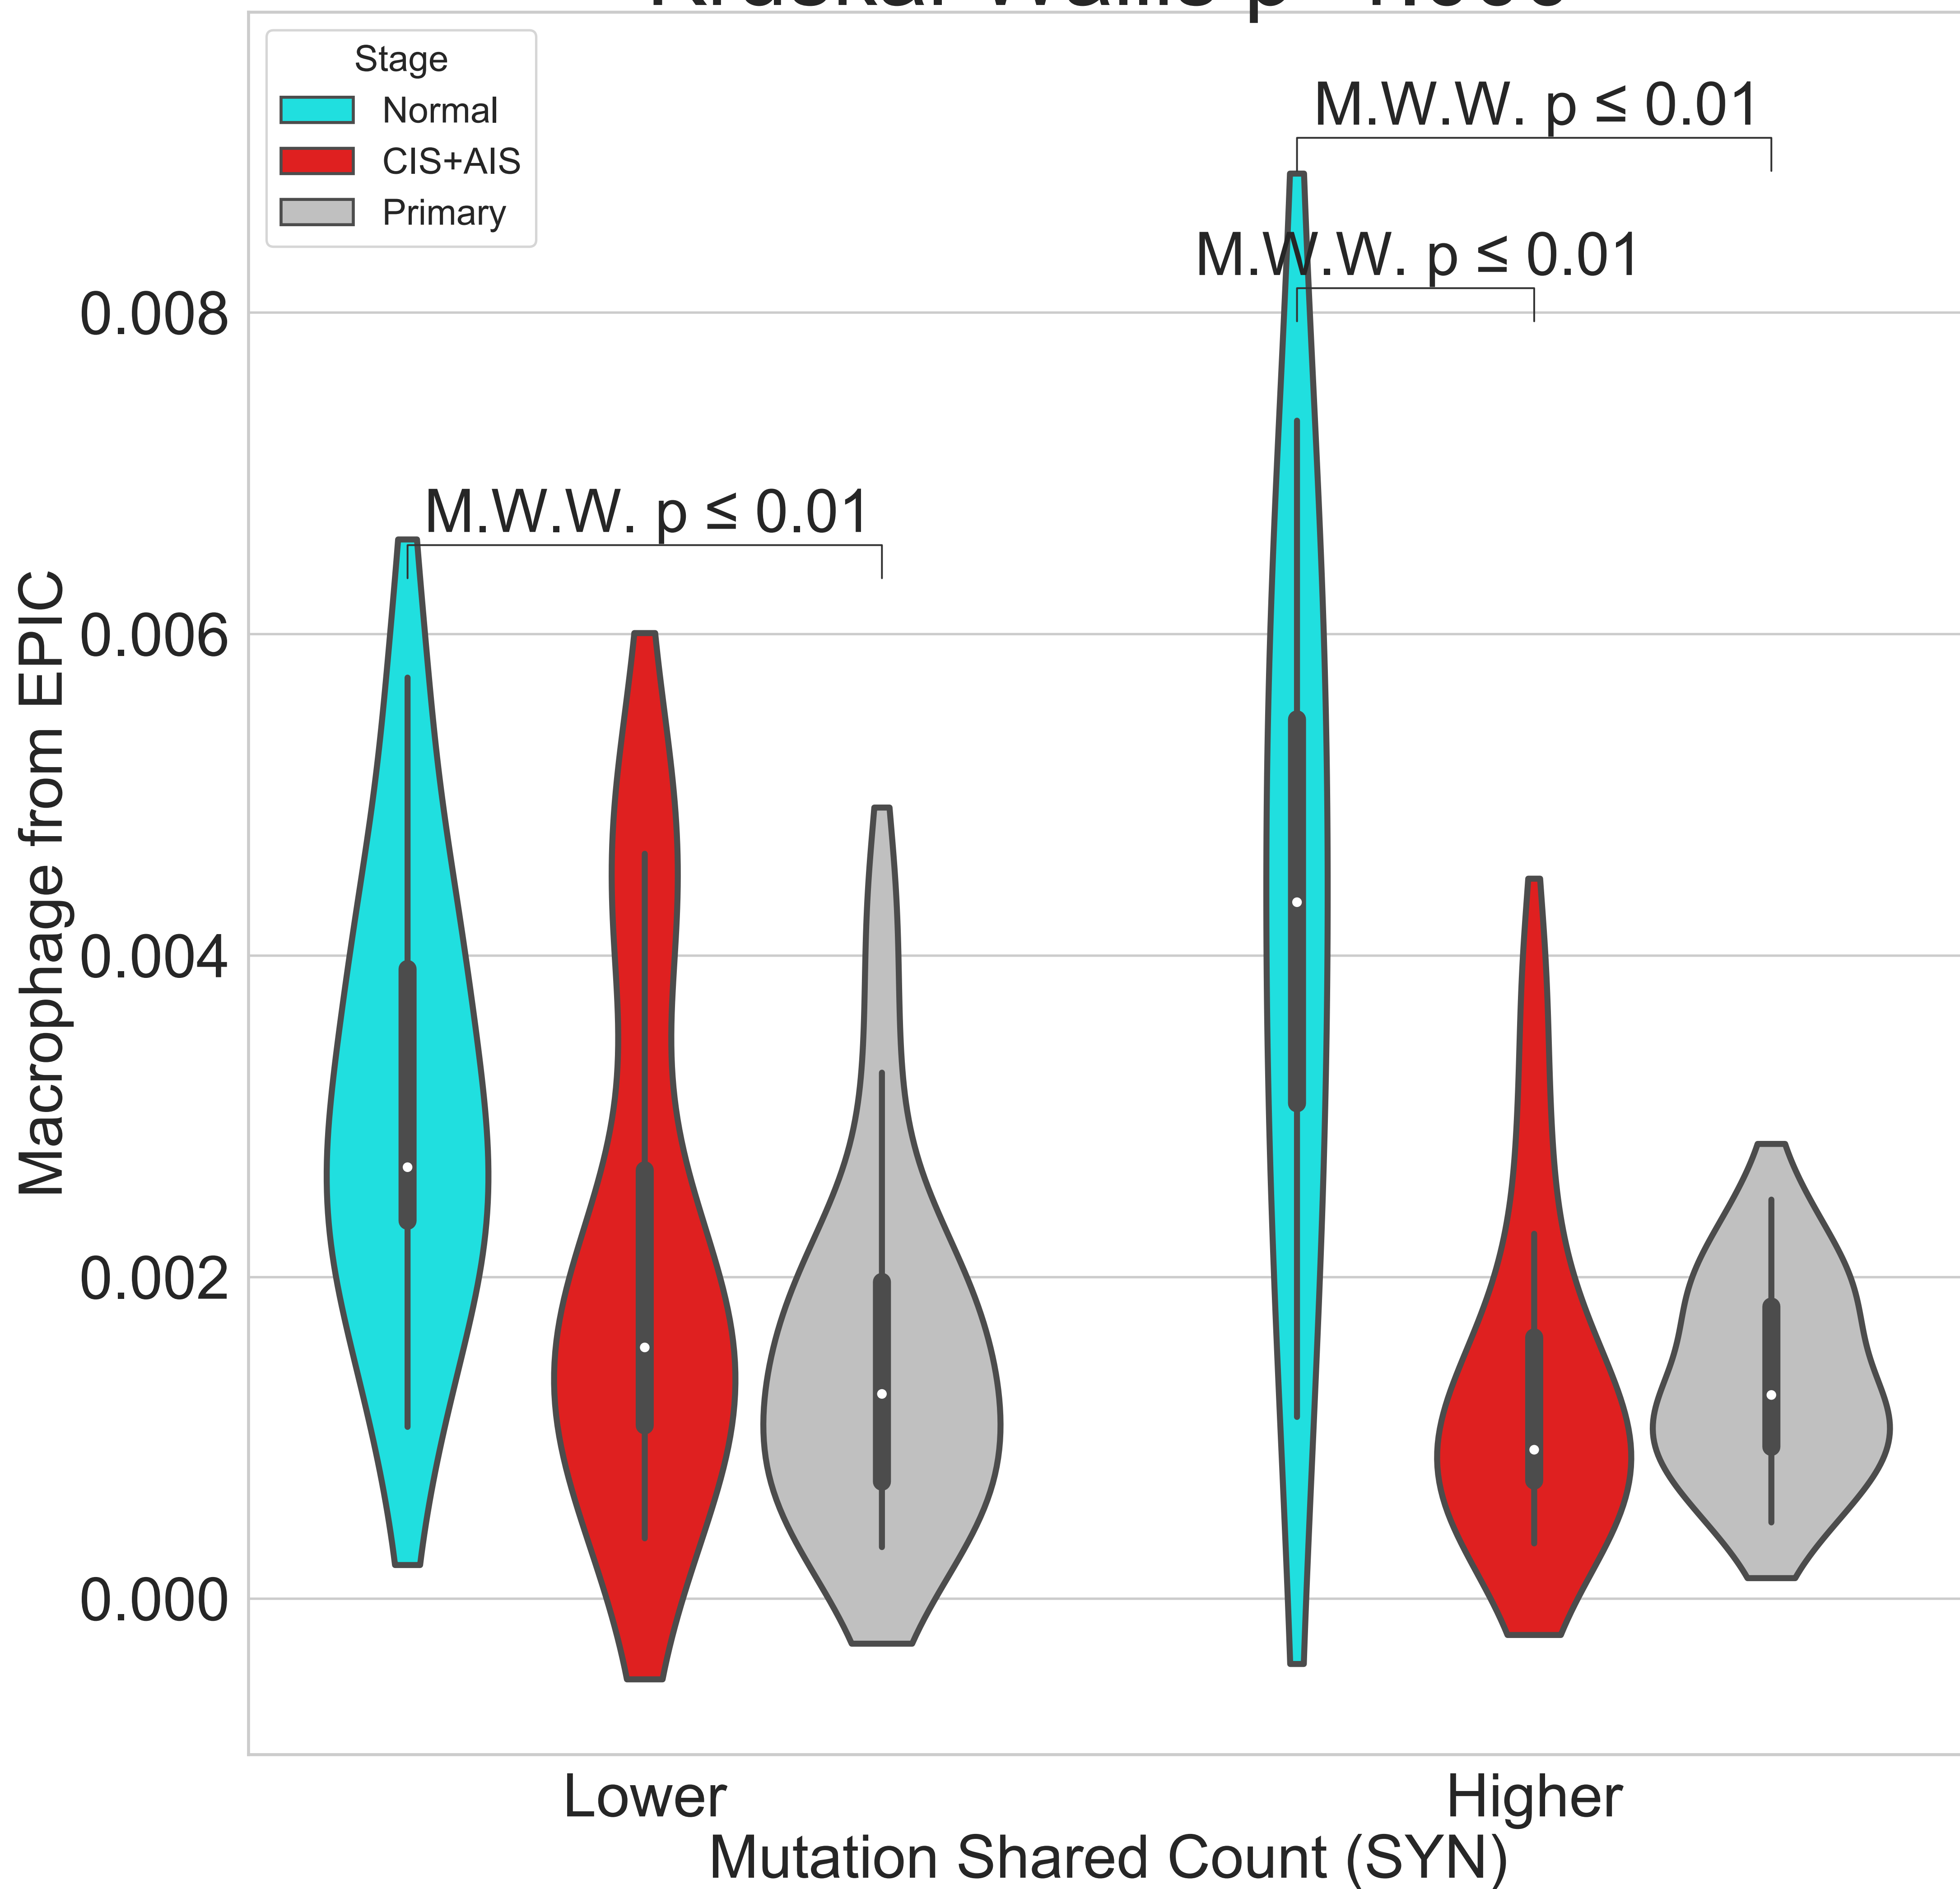 Stage
Normal
CIS+AIS
Primary
M.W.W. p ≤ 0.01
M.W.W. p ≤ 0.01
M.W.W. p ≤ 0.01
0.008
0.006
0.004
0.002
0.000
Macrophage from EPIC
Lower
Higher
Mutation Shared Count (SYN)